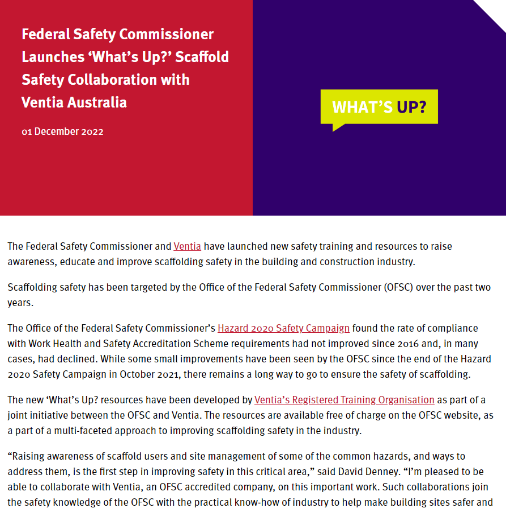 Federal Safety Commissioner
Launches ‘What’s Up?’ Scaffold
Safety Collaboration with
Ventia Australia
01 December 2022
WHAT’S UP?
The Federal Safety Commissioner and Ventia have launched new safety training and resources to raise
awareness, educate and improve scaffolding safety in the building and construction industry.
Scaffolding safety has been targeted by the Office of the Federal Safety Commissioner (OFSC) over the past two
years.
The Office of the Federal Safety Commissioner’s Hazard 2020 Safety Campaign found the rate of compliance
with Work Health and Safety Accreditation Scheme requirements had not improved since 2016 and, in many
cases, had declined. While some small improvements have been seen by the OFSC since the end of the Hazard
2020 Safety Campaign in October 2021, there remains a long way to go to ensure the safety of scaffolding.
The new ‘What’s Up? resources have been developed by Ventia’s Registered Training Organisation as part of a
joint initiative between the OFSC and Ventia. The resources are available free of charge on the OFSC website, as
a part of a multi-faceted approach to improving scaffolding safety in the industry.
“Raising awareness of scaffold users and site management of some of the common hazards, and ways to
address them, is the first step in improving safety in this critical area,” said David Denney. “I’m pleased to be
able to collaborate with Ventia, an OFSC accredited company, on this important work. Such collaborations join
the safety knowledge of the OFSC with the practical know-how of industry to help make building sites safer and